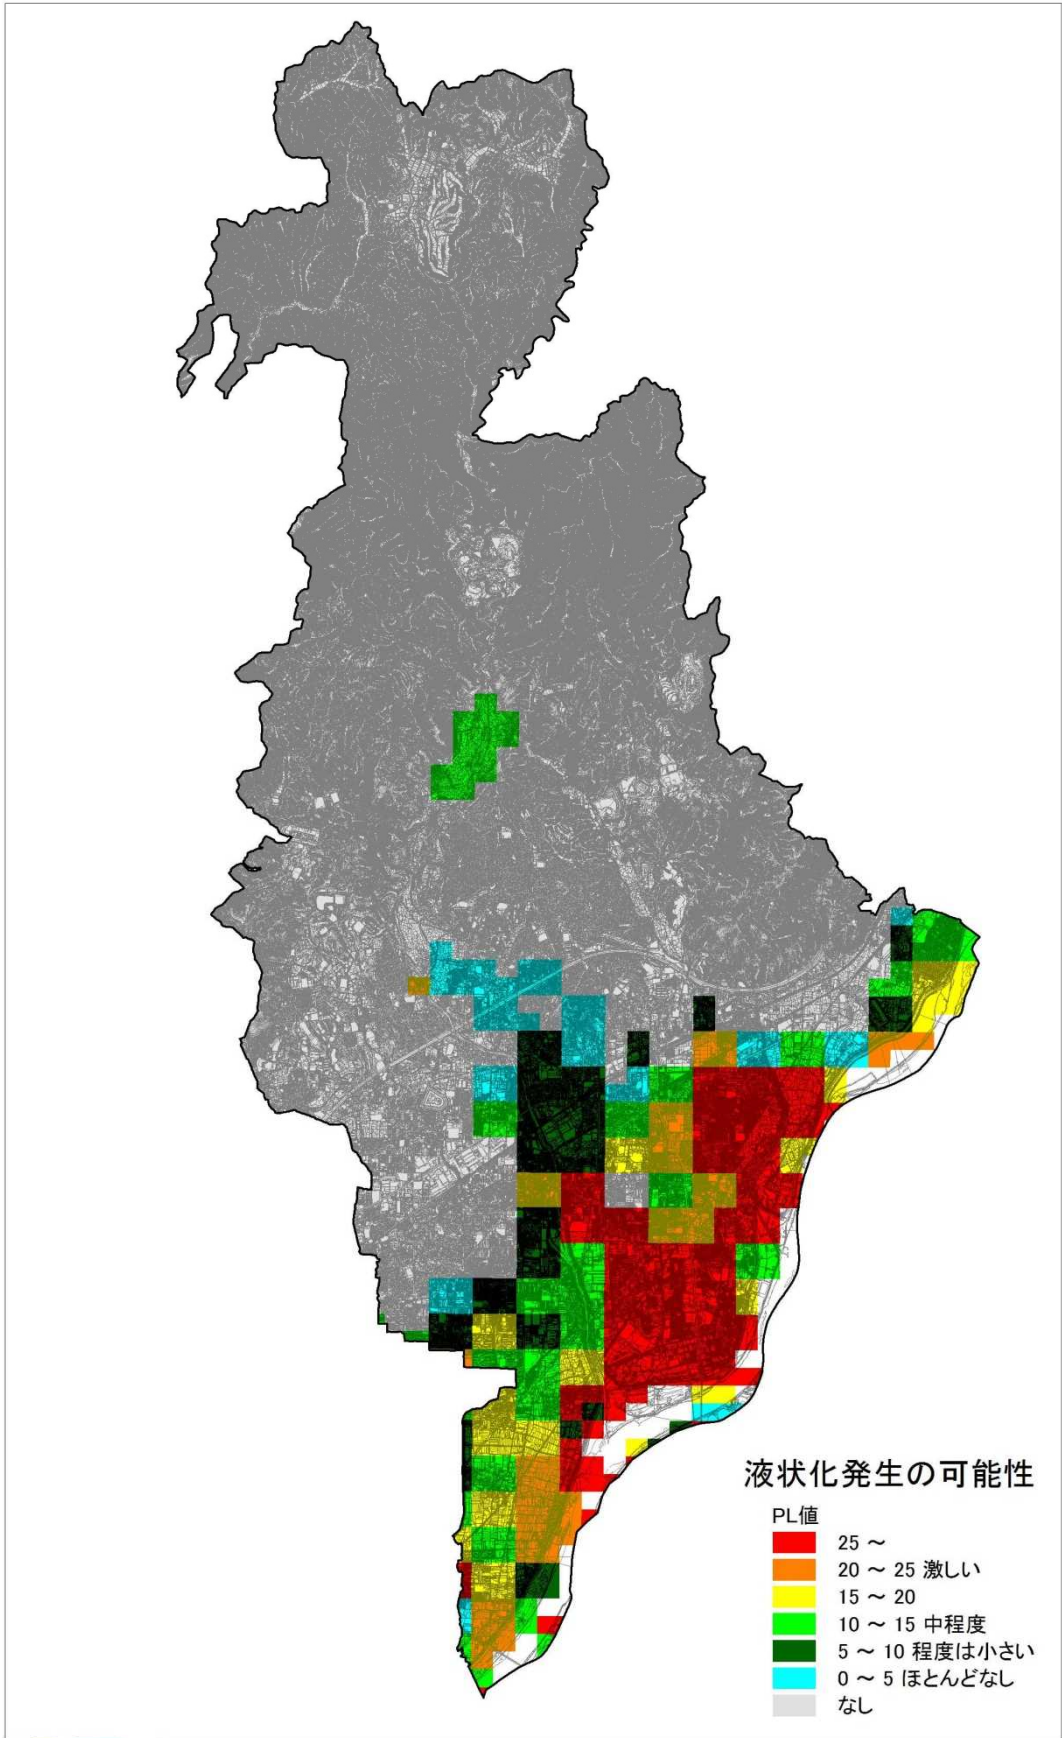 液状化発生の可能性
PL値
25 ～
20 ～ 25 激しい
15 ～ 20
10 ～ 15 中程度
5 ～ 10 程度は小さい
0 ～ 5 ほとんどなし
なし